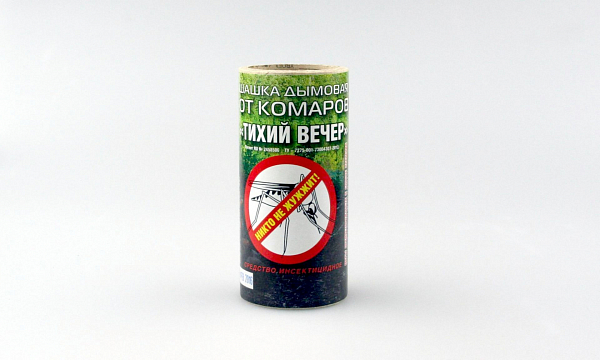 ШАШКА ДЫМОВАЯ
ОТ КОМАРОВ
«ТИХИЙ ВЕЧЕР»
НИКТО НЕ ЖУЖЖИТ!
СРЕДСТВО ИНСЕКТИЦИДНОЕ